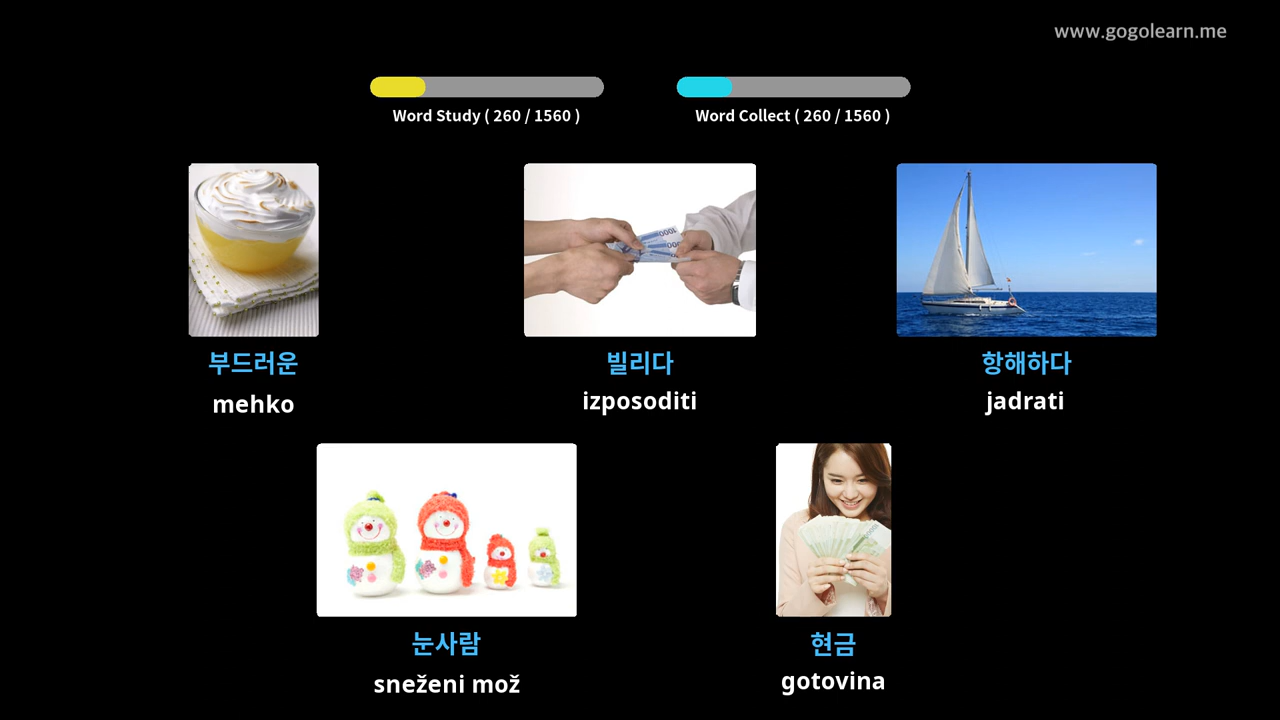 www.gogolearn.me
Word Study ( 260 / 1560 )
Word Collect ( 260 / 1560 )
부드러운
mehko
빌리다
izposoditi
항해하다
jadrati
눈사람
sneženi mož
현금
gotovina